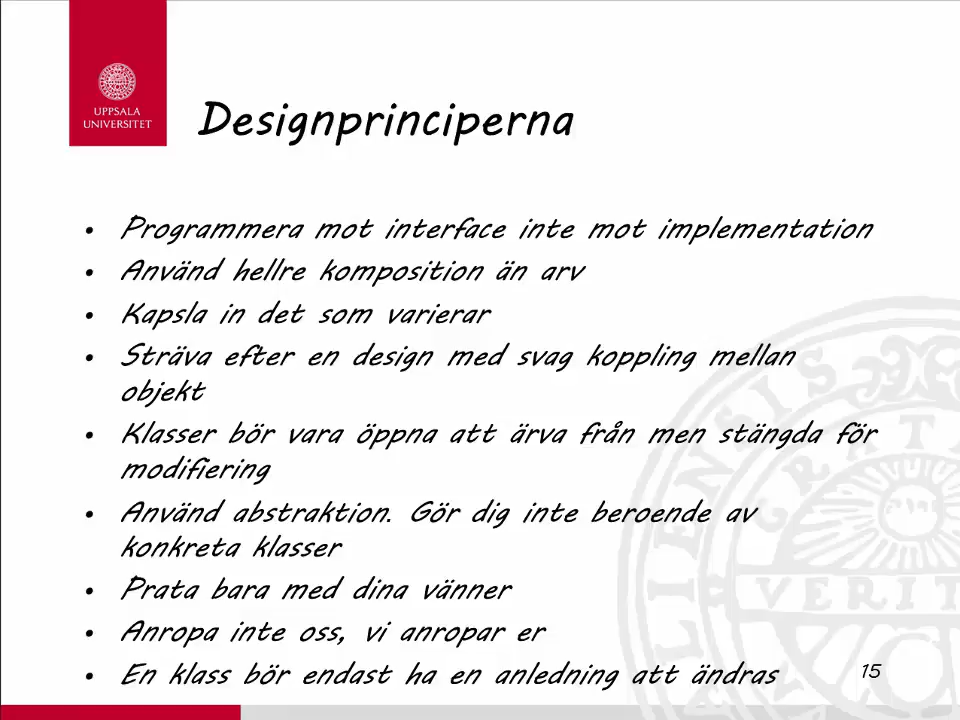 UPPSALA
UNIVERSITET
Designprinciperna
• Programmera mot interface inte mot implementation
• Använd hellre komposition än arv
• Kapsla in det som varierar
• Sträva efter en design med svag koppling mellan
objekt
• Klasser bör vara öppna att ärva från men stängda för
modifiering
• Använd abstraktion. Gör dig inte beroende av
konkreta klasser
• Prata bara med dina vänner
• Anropa inte oss, vi anropar er
• En klass bör endast ha en anledning att ändras
15